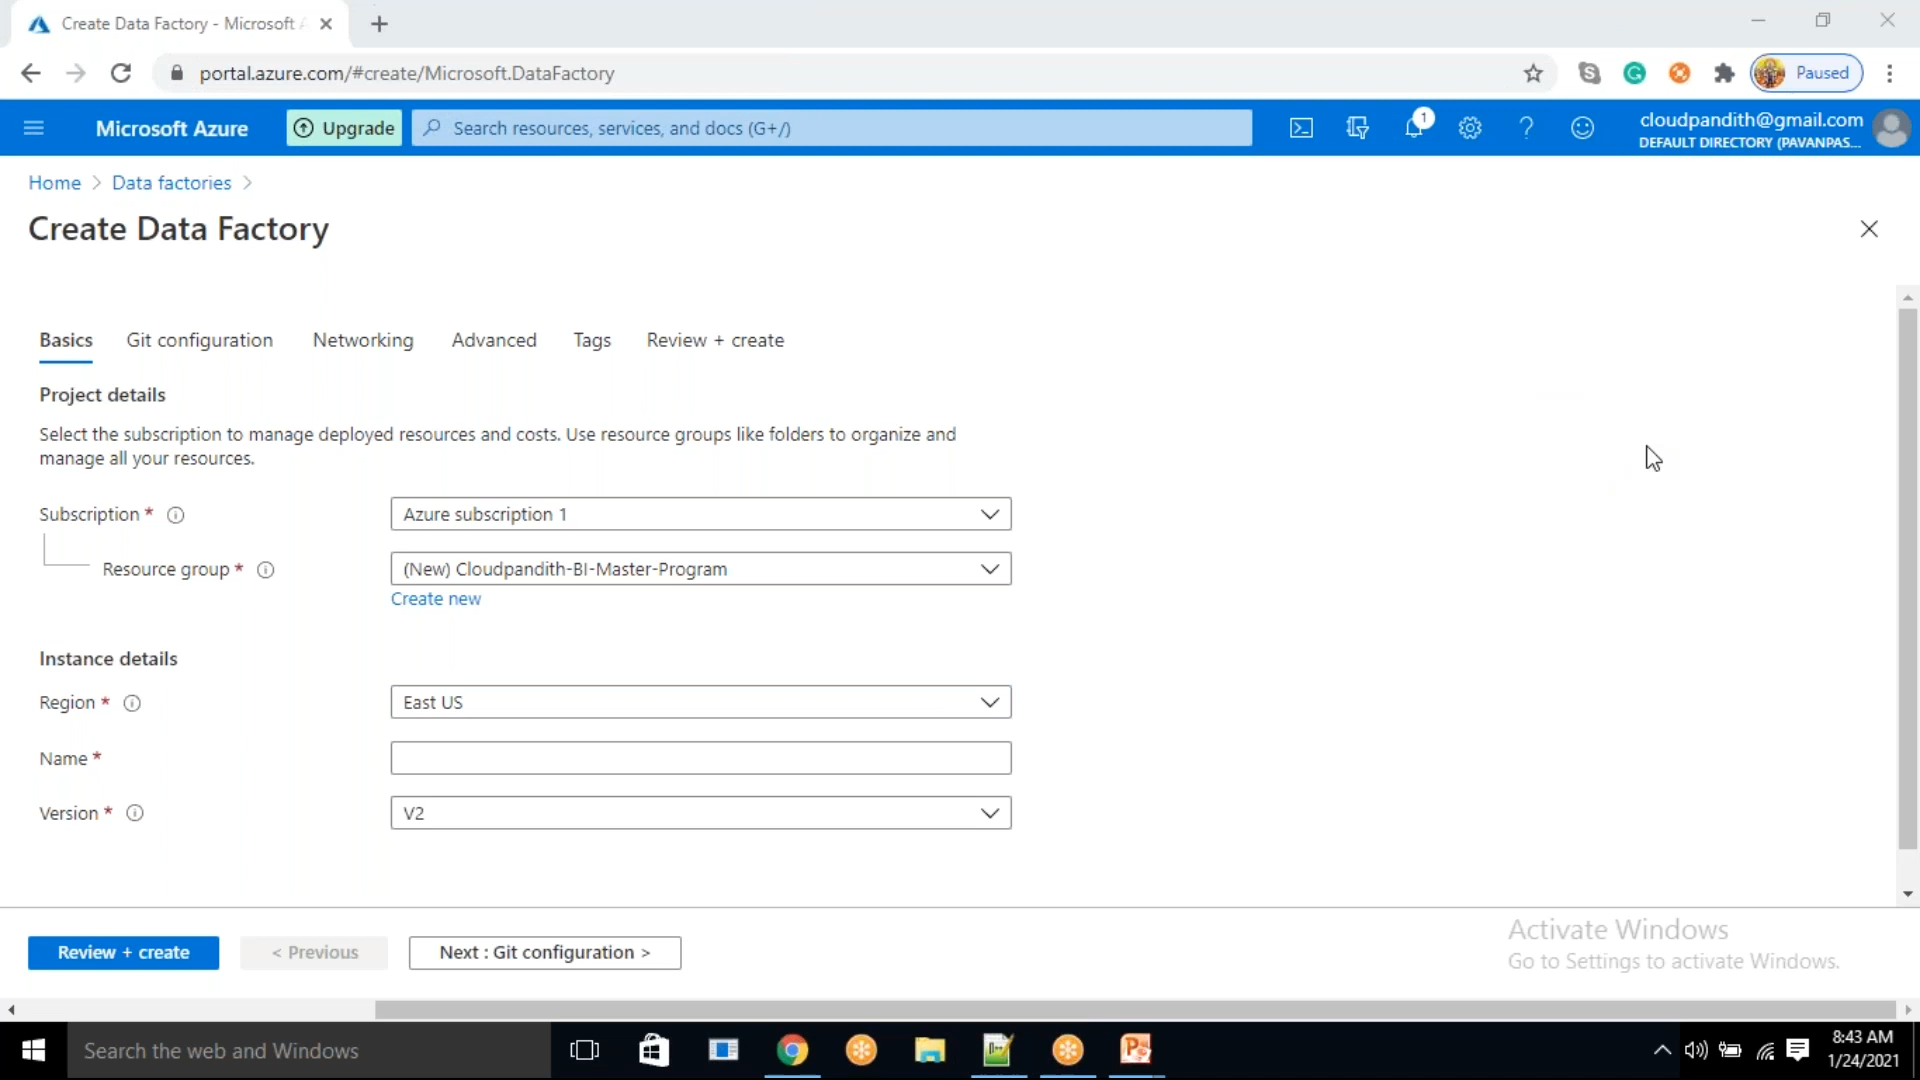 Create Data Factory - Microsoft A
portal.azure.com/#create/Microsoft.DataFactory
Paused
Microsoft Azure
Upgrade
Search resources, services, and docs (G+/)
1
cloudpandith@gmail.com
DEFAULT DIRECTORY (PAVANPAS...
Home > Data factories >
Create Data Factory
Basics Git configuration Networking Advanced Tags Review + create
Project details
Select the subscription to manage deployed resources and costs. Use resource groups like folders to organize and
manage all your resources.
Subscription *
Azure subscription 1
Resource group *
(New) Cloudpandith-BI-Master-Program
Create new
Instance details
Region *
East US
Name *
Version *
V2
Review + create
< Previous
Next : Git configuration >
Activate Windows
Go to Settings to activate Windows.
Search the web and Windows
8:43 AM
1/24/2021